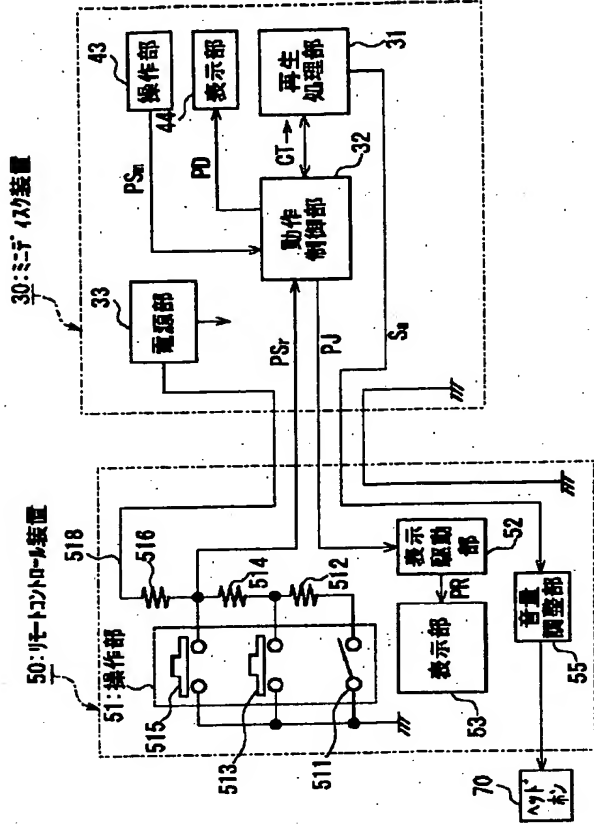 30:ミニディスク装置
33
電源部
43
操作部
44
表示部
31
再生
処理部
32
動作
制御部
PSm
PD
CT
PSr
PJ
Sa
50:リモートコントロール装置
518
516
514
512
51:操作部
515
513
511
表示
駆動
部
52
PR
表示部
53
音量
調整部
55
70
ヘッド
ホン